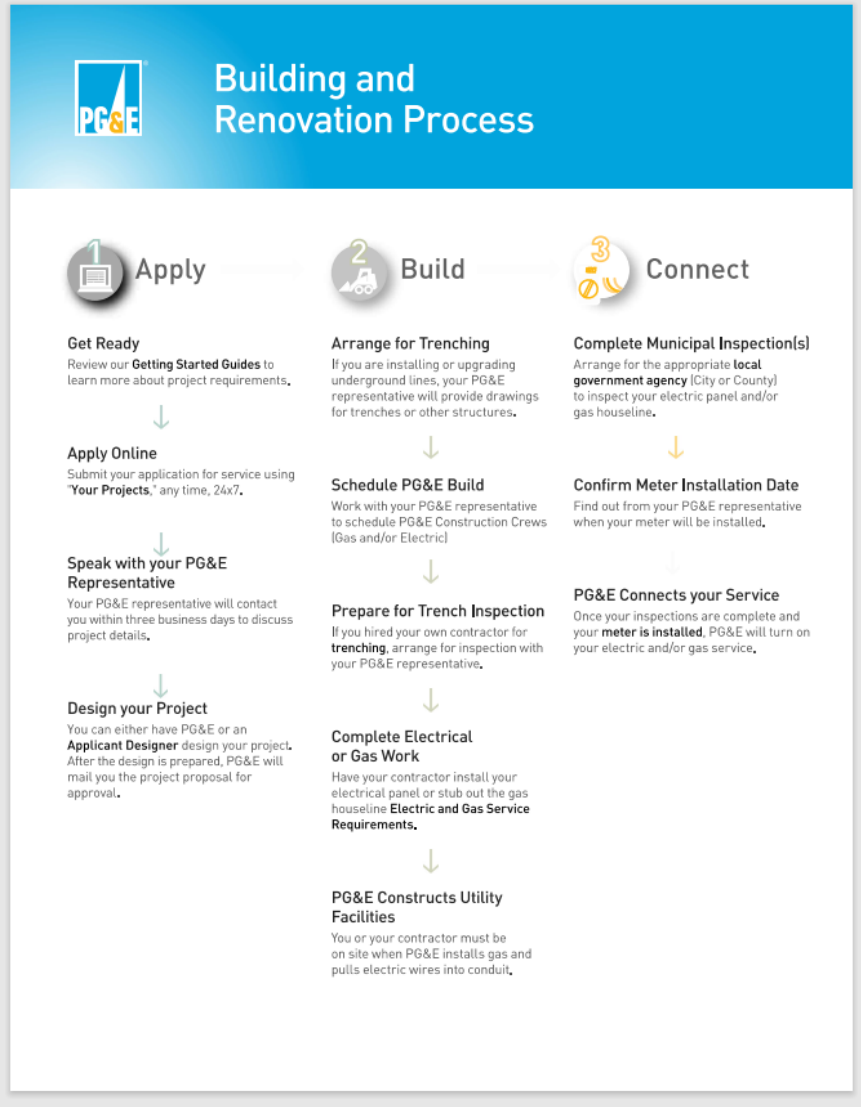 PG&E
®
Building and
Renovation Process
1
Apply
Get Ready
Review our Getting Started Guides to
learn more about project requirements.
Apply Online
Submit your application for service using
"Your Projects," any time, 24x7.
Speak with your PG&E
Representative
Your PG&E representative will contact
you within three business days to discuss
project details.
Design your Project
You can either have PG&E or an
Applicant Designer design your project.
After the design is prepared, PG&E will
mail you the project proposal for
approval.
2
Build
Arrange for Trenching
If you are installing or upgrading
underground lines, your PG&E
representative will provide drawings
for trenches or other structures.
Schedule PG&E Build
Work with your PG&E representative
to schedule PG&E Construction Crews
(Gas and/or Electric)
Prepare for Trench Inspection
If you hired your own contractor for
trenching, arrange for inspection with
your PG&E representative.
Complete Electrical
or Gas Work
Have your contractor install your
electrical panel or stub out the gas
houseline Electric and Gas Service
Requirements.
PG&E Constructs Utility
Facilities
You or your contractor must be
on site when PG&E installs gas and
pulls electric wires into conduit.
3
Connect
Complete Municipal Inspection(s)
Arrange for the appropriate local
government agency (City or County)
to inspect your electric panel and/or
gas houseline.
Confirm Meter Installation Date
Find out from your PG&E representative
when your meter will be installed.
PG&E Connects your Service
Once your inspections are complete and
your meter is installed, PG&E will turn on
your electric and/or gas service.